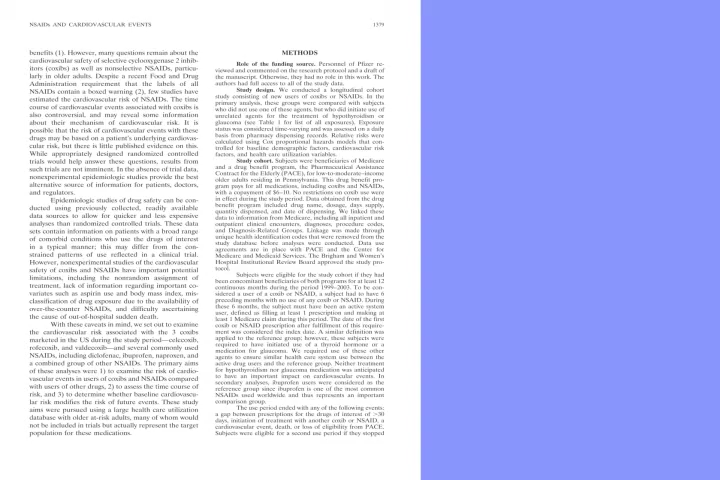 NSAIDs AND CARDIOVASCULAR EVENTS
1379
benefits (1). However, many questions remain about the
cardiovascular safety of selective cyclooxygenase 2 inhib-
itors (coxibs) as well as nonselective NSAIDs, particu-
larly in older adults. Despite a recent Food and Drug
Administration requirement that the labels of all
NSAIDs contain a boxed warning (2), few studies have
estimated the cardiovascular risk of NSAIDs. The time
course of cardiovascular events associated with coxibs is
also controversial, and may reveal some information
about their mechanism of cardiovascular risk. It is
possible that the risk of cardiovascular events with these
drugs may be based on a patient's underlying cardiovas-
cular risk, but there is little published evidence on this.
While appropriately designed randomized controlled
trials would help answer these questions, results from
such trials are not imminent. In the absence of trial data,
nonexperimental epidemiologic studies provide the best
alternative source of information for patients, doctors,
and regulators.
Epidemiologic studies of drug safety can be con-
ducted using previously collected, readily available
data sources to allow for quicker and less expensive
analyses than randomized controlled trials. These data
sets contain information on patients with a broad range
of comorbid conditions who use the drugs of interest
in a typical manner; this may differ from the con-
strained patterns of use reflected in a clinical trial.
However, nonexperimental studies of the cardiovascular
safety of coxibs and NSAIDs have important potential
limitations, including the nonrandom assignment of
treatment, lack of information regarding important co-
variates such as aspirin use and body mass index, mis-
classification of drug exposure due to the availability of
over-the-counter NSAIDs, and difficulty ascertaining
the cause of out-of-hospital sudden death.
With these caveats in mind, we set out to examine
the cardiovascular risk associated with the 3 coxibs
marketed in the US during the study period—celecoxib,
rofecoxib, and valdecoxib—and several commonly used
NSAIDs, including diclofenac, ibuprofen, naproxen, and
a combined group of other NSAIDs. The primary aims
of these analyses were 1) to examine the risk of cardio-
vascular events in users of coxibs and NSAIDs compared
with users of other drugs, 2) to assess the time course of
risk, and 3) to determine whether baseline cardiovascu-
lar risk modifies the risk of future events. These study
aims were pursued using a large health care utilization
database with older at-risk adults, many of whom would
not be included in trials but actually represent the target
population for these medications.
METHODS
Role of the funding source. Personnel of Pfizer re-
viewed and commented on the research protocol and a draft of
the manuscript. Otherwise, they had no role in this work. The
authors had full access to all of the study data.
Study design. We conducted a longitudinal cohort
study consisting of new users of coxibs or NSAIDs. In the
primary analysis, these groups were compared with subjects
who did not use one of these agents, but who did initiate use of
unrelated agents for the treatment of hypothyroidism or
glaucoma (see Table 1 for list of all exposures). Exposure
status was considered time-varying and was assessed on a daily
basis from pharmacy dispensing records. Relative risks were
calculated using Cox proportional hazards models that con-
trolled for baseline demographic factors, cardiovascular risk
factors, and health care utilization variables.
Study cohort. Subjects were beneficiaries of Medicare
and a drug benefit program, the Pharmaceutical Assistance
Contract for the Elderly (PACE), for low-to-moderate–income
older adults residing in Pennsylvania. This drug benefit pro-
gram pays for all medications, including coxibs and NSAIDs,
with a copayment of $6–10. No restrictions on coxib use were
in effect during the study period. Data obtained from the drug
benefit program included drug name, dosage, days supply,
quantity dispensed, and date of dispensing. We linked these
data to information from Medicare, including all inpatient and
outpatient clinical encounters, diagnoses, procedure codes,
and Diagnosis-Related Groups. Linkage was made through
unique health identification codes that were removed from the
study database before analyses were conducted. Data use
agreements are in place with PACE and the Center for
Medicare and Medicaid Services. The Brigham and Women's
Hospital Institutional Review Board approved the study pro-
tocol.
Subjects were eligible for the study cohort if they had
been concomitant beneficiaries of both programs for at least 12
continuous months during the period 1999–2003. To be con-
sidered a user of a coxib or NSAID, a subject had to have 6
preceding months with no use of any coxib or NSAID. During
these 6 months, the subject must have been an active system
user, defined as filling at least 1 prescription and making at
least 1 Medicare claim during this period. The date of the first
coxib or NSAID prescription after fulfillment of this require-
ment was considered the index date. A similar definition was
applied to the reference group; however, these subjects were
required to have initiated use of a thyroid hormone or a
medication for glaucoma. We required use of these other
agents to ensure similar health care system use between the
active drug users and the reference group. Neither treatment
for hypothyroidism nor glaucoma medication was anticipated
to have an important impact on cardiovascular events. In
secondary analyses, ibuprofen users were considered as the
reference group since ibuprofen is one of the most common
NSAIDs used worldwide and thus represents an important
comparison group.
The use period ended with any of the following events:
a gap between prescriptions for the drugs of interest of >30
days, initiation of treatment with another coxib or NSAID, a
cardiovascular event, death, or loss of eligibility from PACE.
Subjects were eligible for a second use period if they stopped